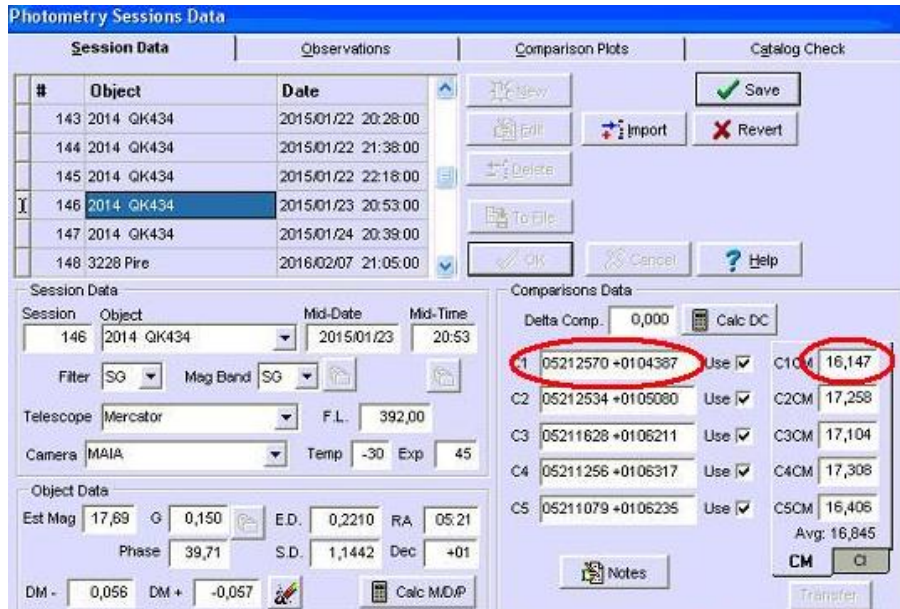 Photometry Sessions Data
Session Data Observations Comparison Plots Catalog Check
# Object Date
143 2014 QK434 2015/01/22 20:28:00
144 2014 QK434 2015/01/22 21:38:00
145 2014 QK434 2015/01/22 22:18:00
146 2014 QK434 2015/01/23 20:53:00
147 2014 QK434 2015/01/24 20:39:00
148 3228 Pire 2016/02/07 21:05:00
New Save
Edit Import Revert
Delete
To File
OK Cancel Help
Session Data
Session Object Mid-Date Mid-Time
146 2014 QK434 2015/01/23 20:53
Filter SG Mag Band SG
Telescope Mercator F.L. 392,00
Camera MAIA Temp -30 Exp 45
Object Data
Est Mag 17,69 G 0,150 E.D. 0,2210 RA 05:21
Phase 39,71 S.D. 1,1442 Dec +01
DM - 0,056 DM + -0,057 Calc M/D/P
Comparisons Data
Delta Comp. 0,000 Calc DC
C1 05212570 +0104387 Use C1CM 16,147
C2 05212534 +0105080 Use C2CM 17,258
C3 05211628 +0106211 Use C3CM 17,104
C4 05211256 +0106317 Use C4CM 17,308
C5 05211079 +0106235 Use C5CM 16,406
Avg: 16,845
Notes CM CI
Transfer